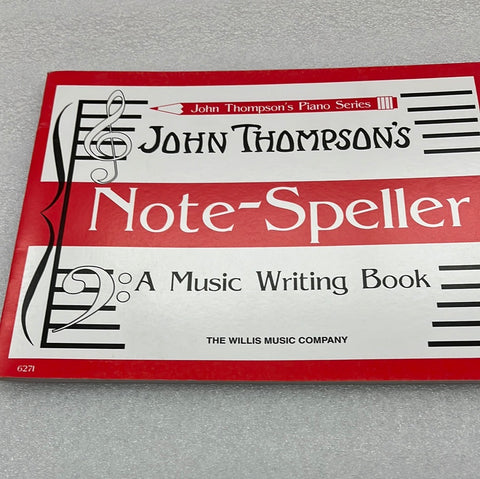 John Thompson's Piano Series
JOHN THOMPSON'S
Note-Speller
A Music Writing Book
THE WILLIS MUSIC COMPANY
6271